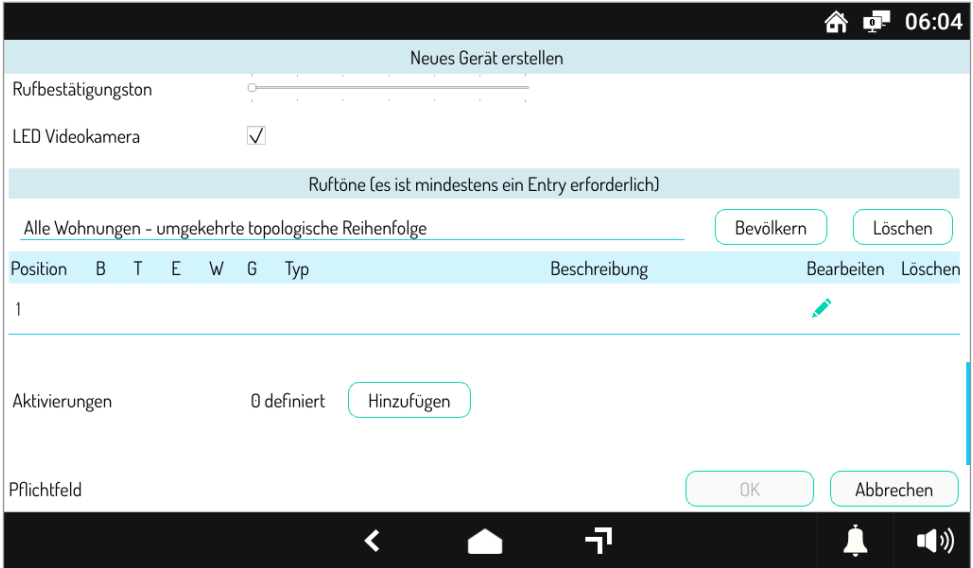 0 06:04
Neues Gerät erstellen
Rufbestätigungston
LED Videokamera
Ruftöne (es ist mindestens ein Entry erforderlich)
Alle Wohnungen - umgekehrte topologische Reihenfolge Bevölkern Löschen
Position B T E W G Typ Beschreibung Bearbeiten Löschen
1
Aktivierungen 0 definiert Hinzufügen
Pflichtfeld OK Abbrechen